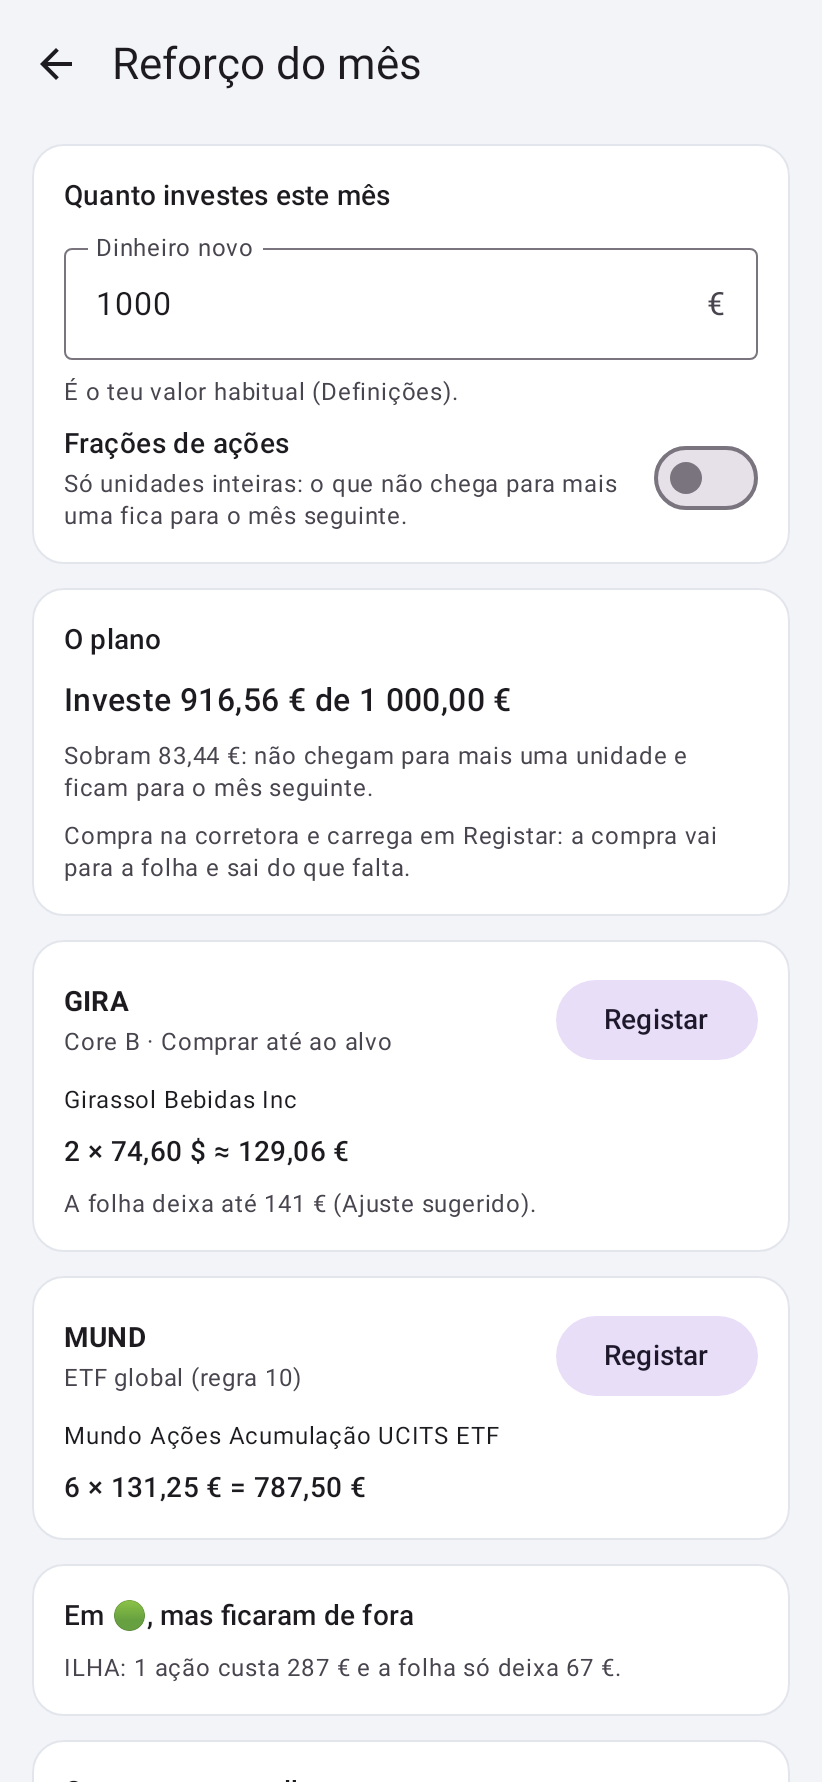 Reforço do mês
Quanto investes este mês
Dinheiro novo
1000 €
É o teu valor habitual (Definições).
Frações de ações
Só unidades inteiras: o que não chega para mais
uma fica para o mês seguinte.
O plano
Investe 916,56 € de 1 000,00 €
Sobram 83,44 €: não chegam para mais uma unidade e
ficam para o mês seguinte.
Compra na corretora e carrega em Registar: a compra vai
para a folha e sai do que falta.
GIRA
Core B · Comprar até ao alvo
Registar
Girassol Bebidas Inc
2 × 74,60 $ ≈ 129,06 €
A folha deixa até 141 € (Ajuste sugerido).
MUND
ETF global (regra 10)
Registar
Mundo Ações Acumulação UCITS ETF
6 × 131,25 € = 787,50 €
Em 🟢, mas ficaram de fora
ILHA: 1 ação custa 287 € e a folha só deixa 67 €.